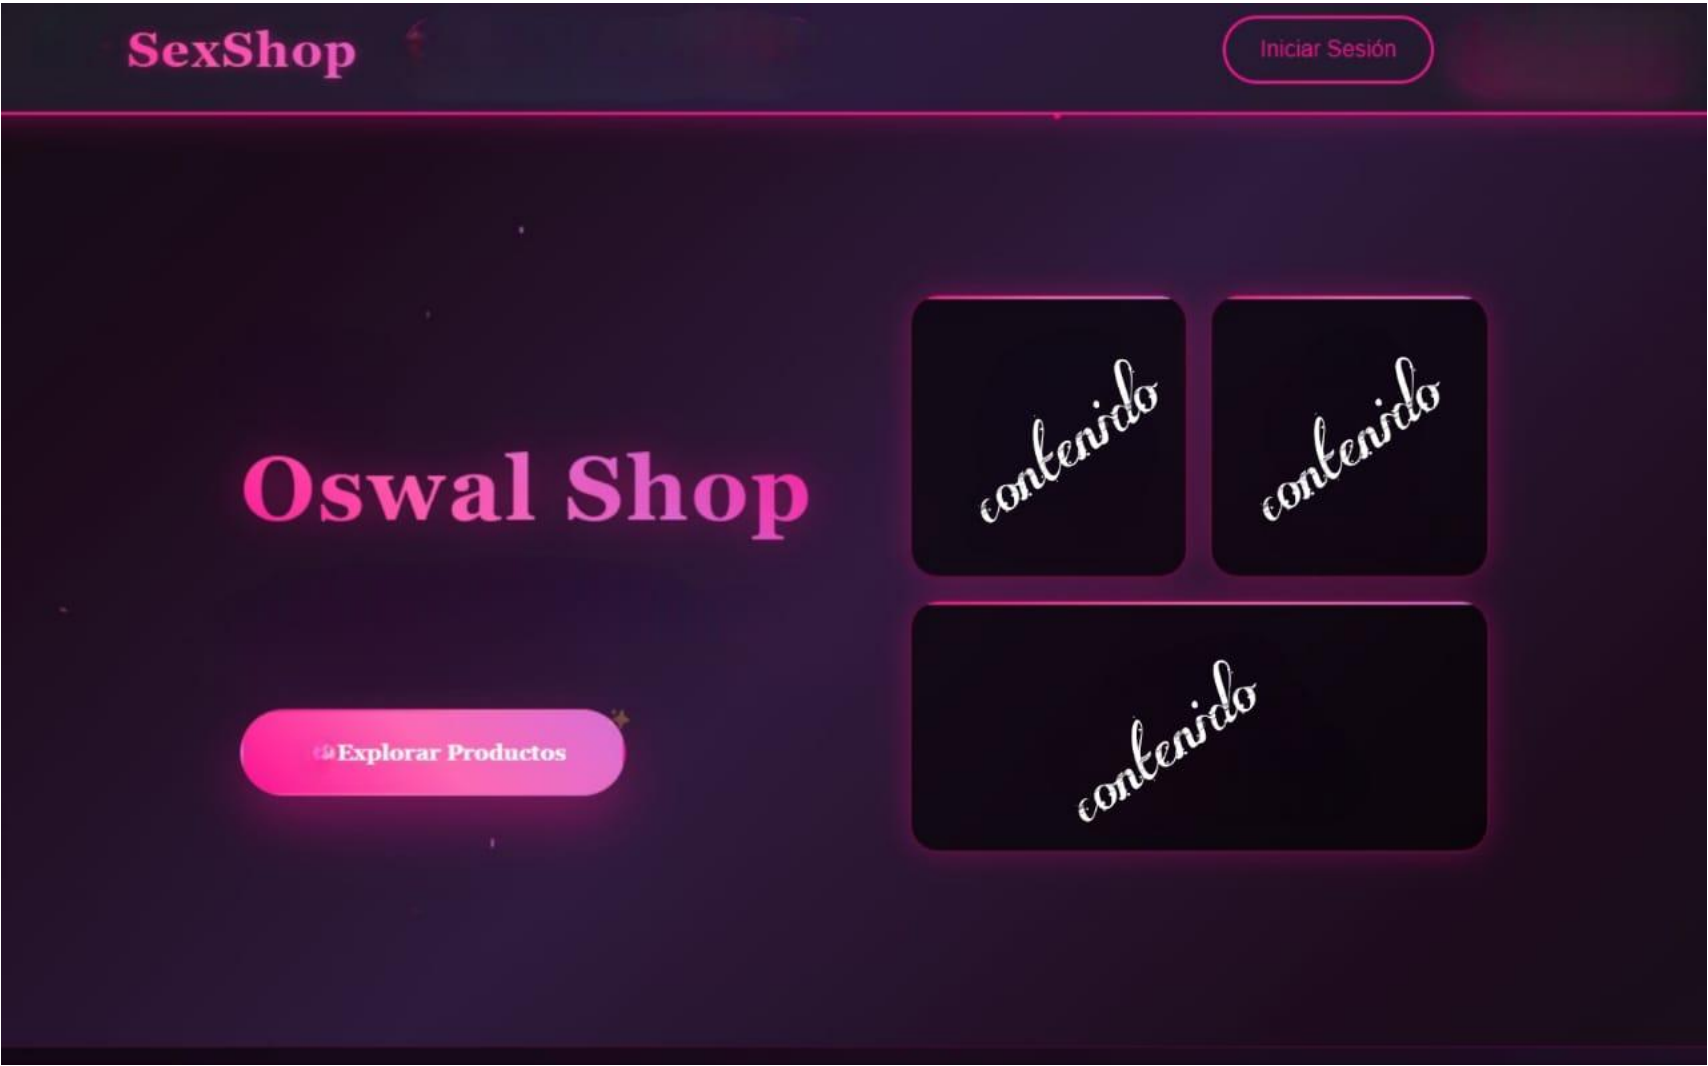 SexShop
Iniciar Sesión
Oswal Shop
Explorar Productos
contenido
contenido
contenido